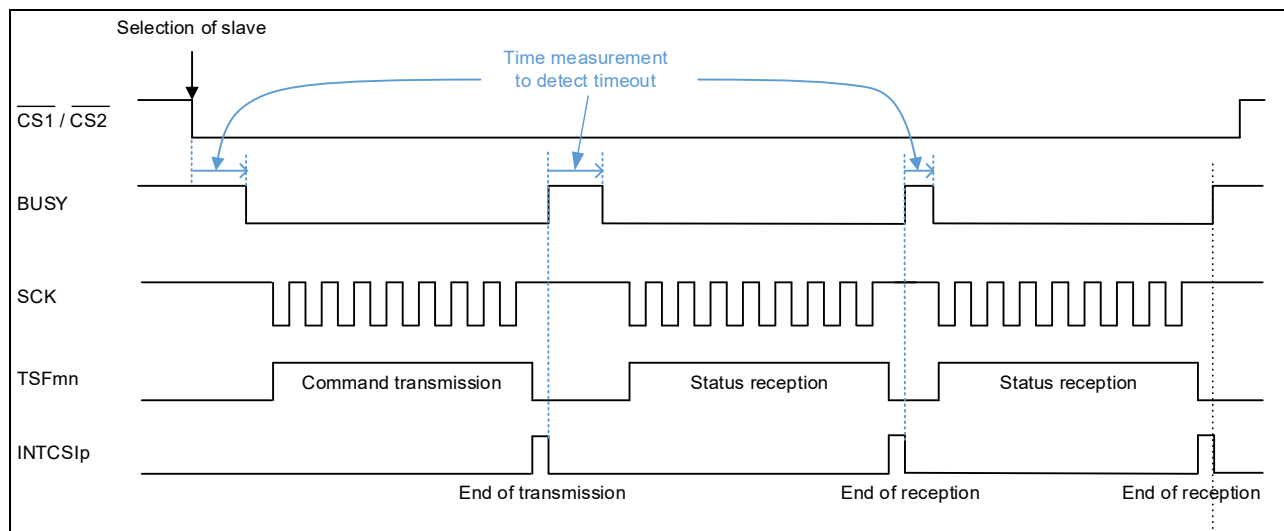 Selection of slave
Time measurement
to detect timeout
CS1 / CS2
BUSY
SCK
TSFmn
Command transmission
Status reception
Status reception
INTCSIp
End of transmission
End of reception
End of reception